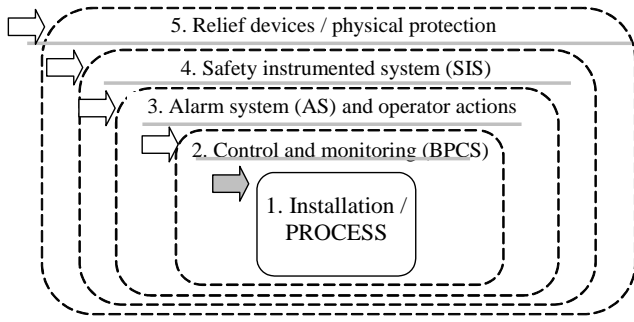 5. Relief devices / physical protection
4. Safety instrumented system (SIS)
3. Alarm system (AS) and operator actions
2. Control and monitoring (BPCS)
1. Installation /
PROCESS